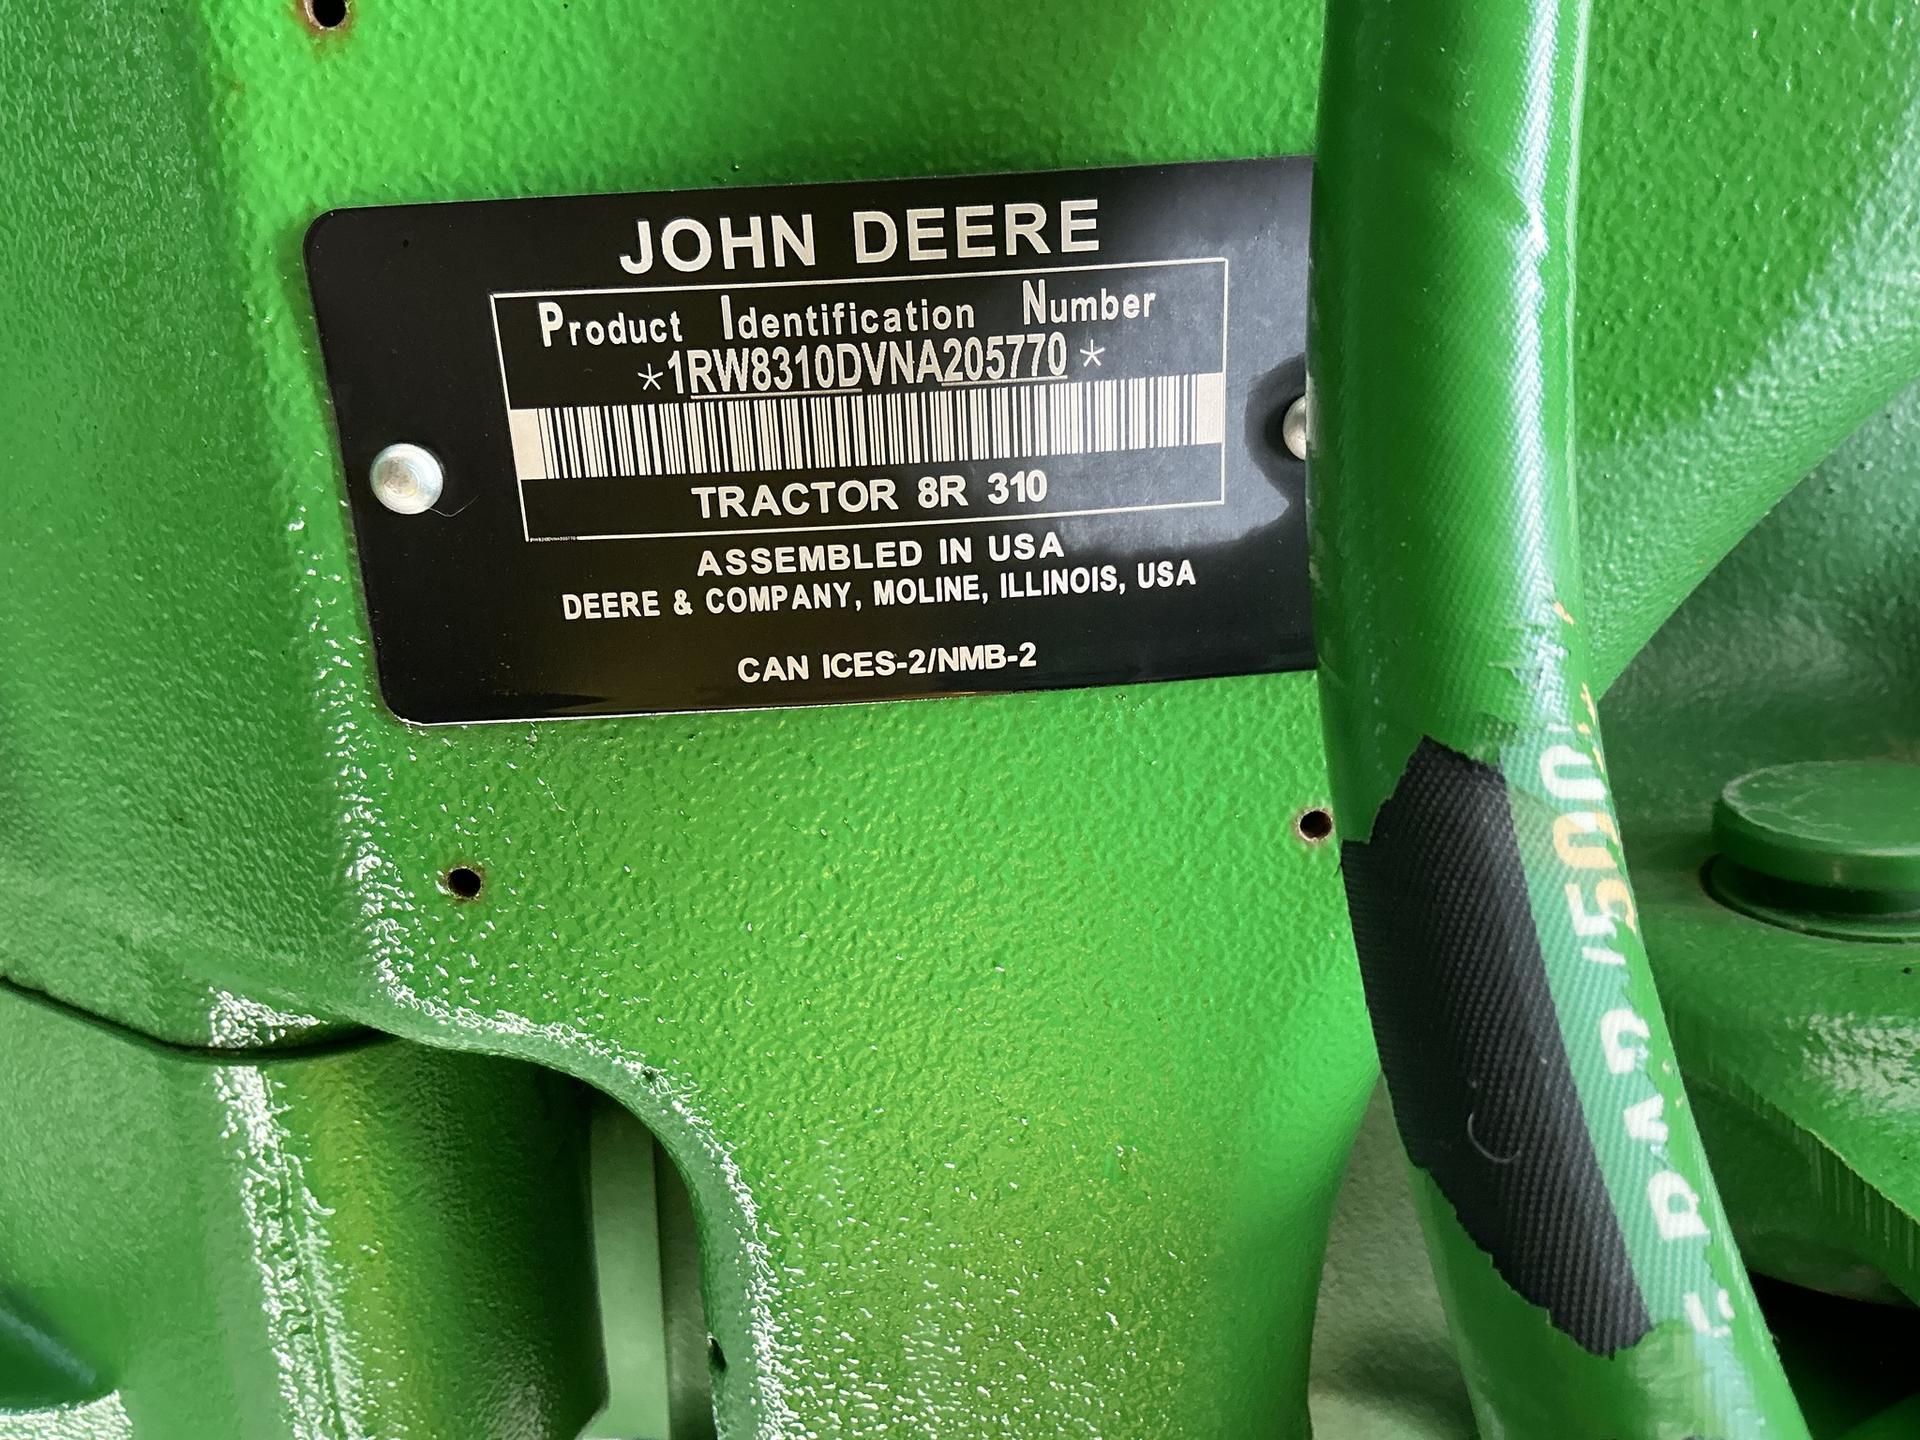 JOHN DEERE
Product Identification Number
*1RW8310DVNA205770*
TRACTOR 8R 310
ASSEMBLED IN USA
DEERE & COMPANY, MOLINE, ILLINOIS, USA
CAN ICES-2/NMB-2